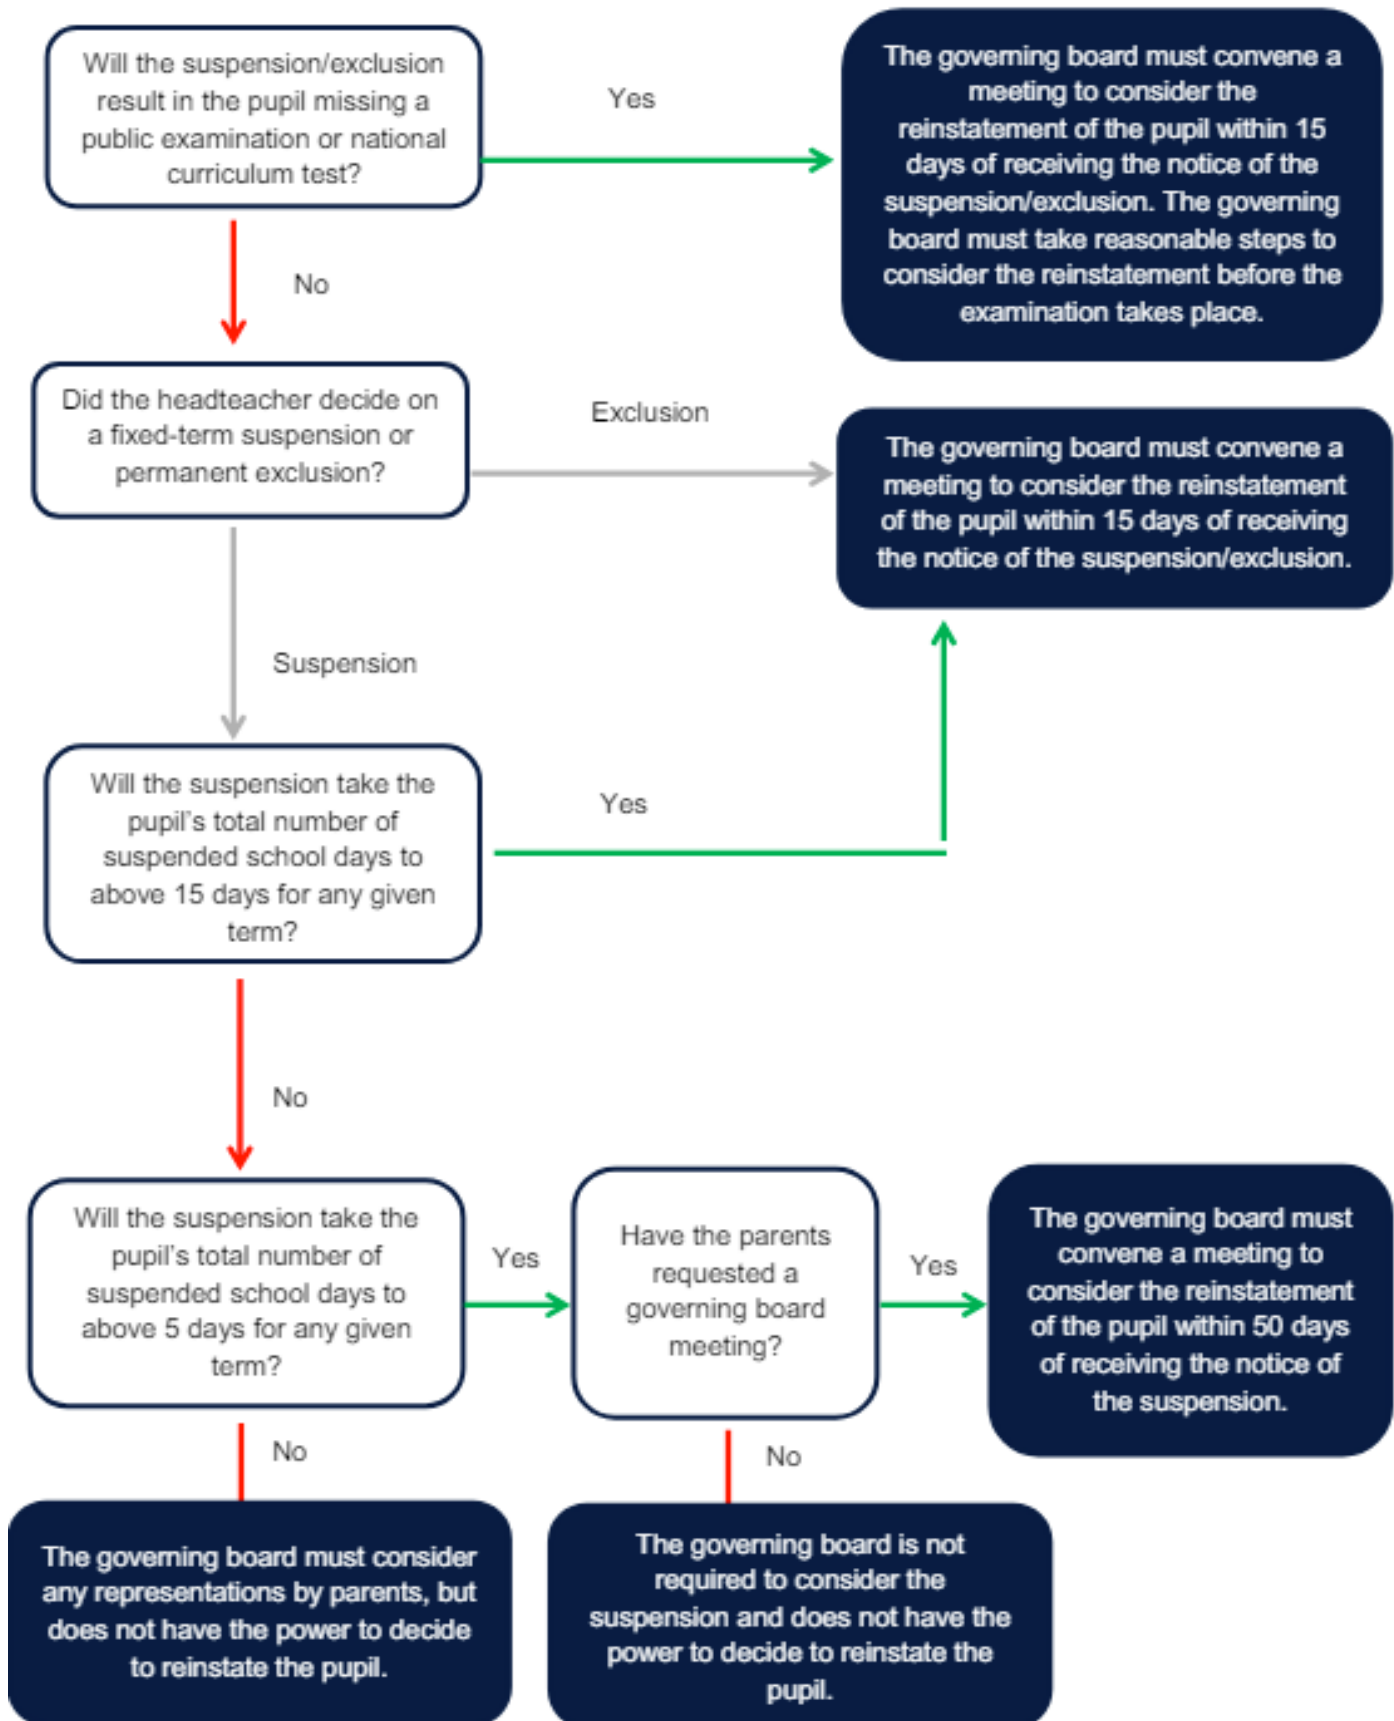 Will the suspension/exclusion
result in the pupil missing a
public examination or national
curriculum test?
Yes
The governing board must convene a
meeting to consider the
reinstatement of the pupil within 15
days of receiving the notice of the
suspension/exclusion. The governing
board must take reasonable steps to
consider the reinstatement before the
examination takes place.
No
Did the headteacher decide on
a fixed-term suspension or
permanent exclusion?
Exclusion
The governing board must convene a
meeting to consider the reinstatement
of the pupil within 15 days of receiving
the notice of the suspension/exclusion.
Suspension
Will the suspension take the
pupil's total number of
suspended school days to
above 15 days for any given
term?
Yes
No
Will the suspension take the
pupil's total number of
suspended school days to
above 5 days for any given
term?
Yes
Have the parents
requested a
governing board
meeting?
Yes
The governing board must
convene a meeting to
consider the reinstatement
of the pupil within 50 days
of receiving the notice of
the suspension.
No
No
The governing board must consider
any representations by parents, but
does not have the power to decide
to reinstate the pupil.
The governing board is not
required to consider the
suspension and does not have the
power to decide to reinstate the
pupil.